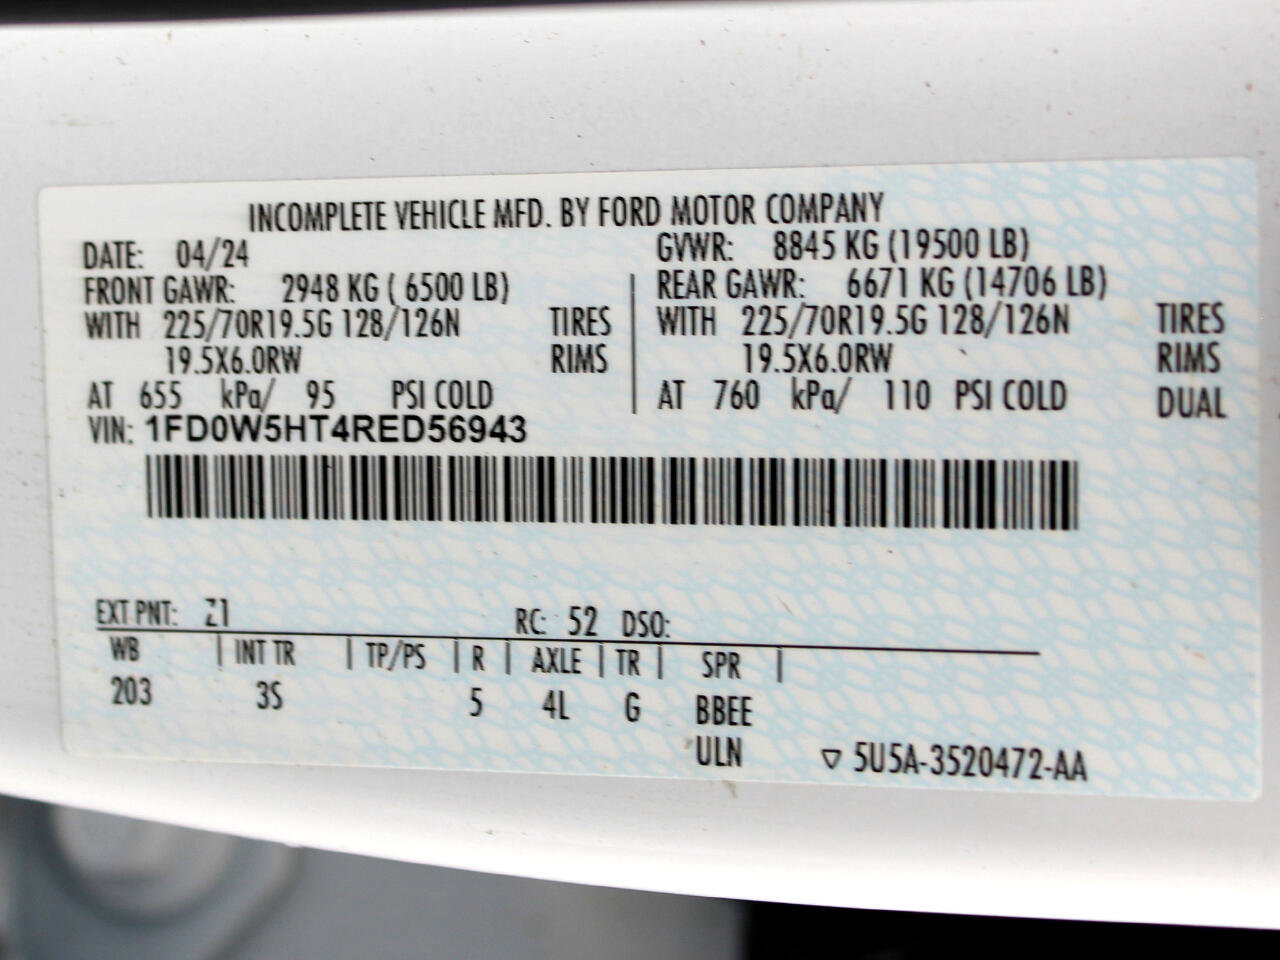 INCOMPLETE VEHICLE MFD. BY FORD MOTOR COMPANY
DATE: 04/24 GVWR: 8845 KG (19500 LB)
FRONT GAWR: 2948 KG ( 6500 LB) REAR GAWR: 6671 KG (14706 LB)
WITH 225/70R19.5G 128/126N TIRES WITH 225/70R19.5G 128/126N TIRES
19.5X6.0RW RIMS 19.5X6.0RW RIMS
AT 655 kPa/ 95 PSI COLD AT 760 kPa/ 110 PSI COLD DUAL
VIN: 1FD0W5HT4RED56943
EXT PNT: Z1 RC: 52 DSO:
WB | INT TR | TP/PS | R | AXLE | TR | SPR |
203 3S 5 4L G BBEE
ULN ▽ 5U5A-3520472-AA